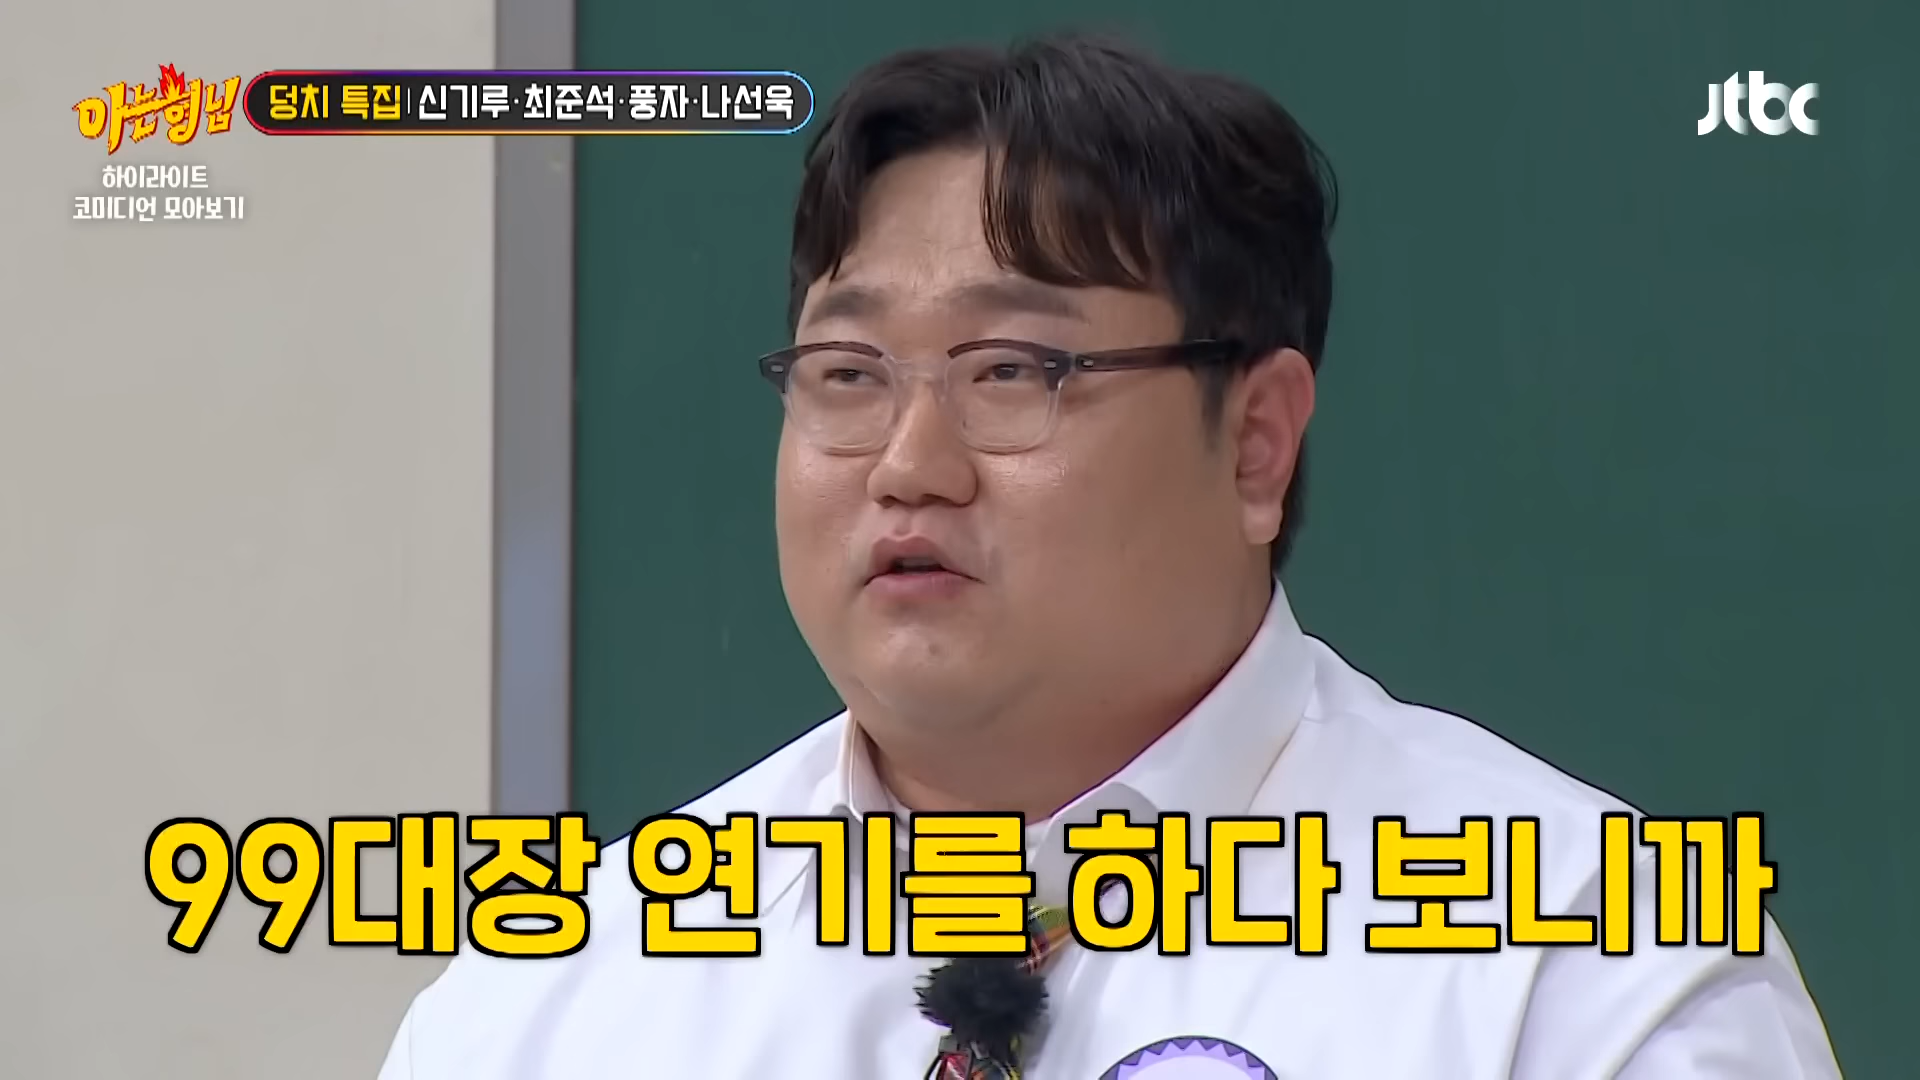 아는형님
덩치 특집 | 신기루·최준석·풍자·나선욱
jtbc
하이라이트
코미디언 모아보기
99대장 연기를 하다 보니까